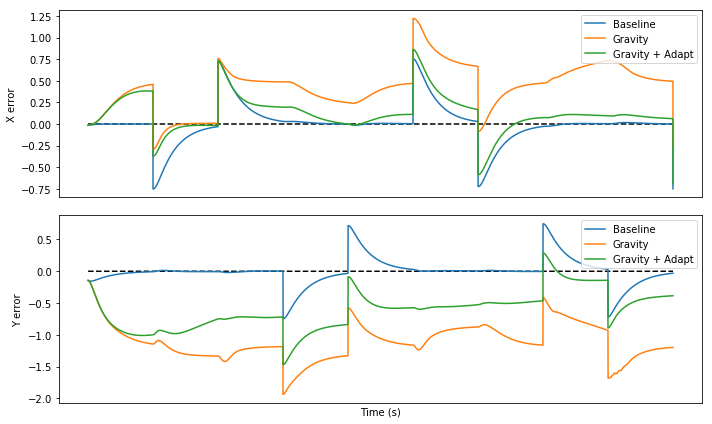 X error
1.25
1.00
0.75
0.50
0.25
0.00
−0.25
−0.50
−0.75
Baseline
Gravity
Gravity + Adapt
Y error
0.5
0.0
−0.5
−1.0
−1.5
−2.0
Baseline
Gravity
Gravity + Adapt
Time (s)